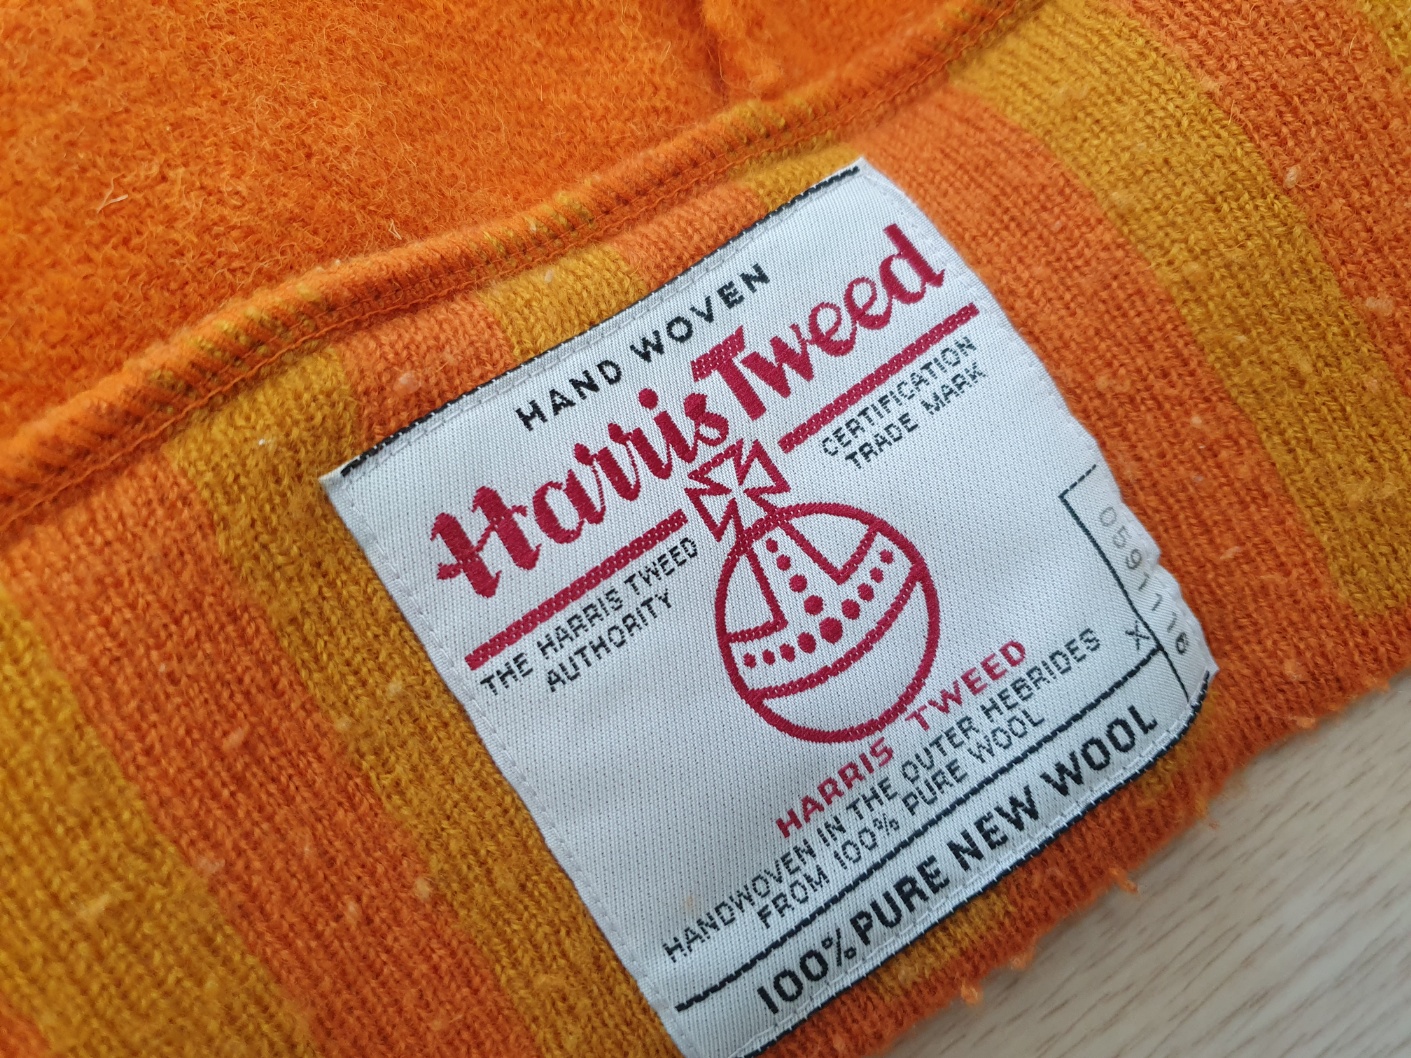 HAND WOVEN
Harris Tweed
THE HARRIS TWEED
AUTHORITY
CERTIFICATION
TRADE MARK
HARRIS TWEED
HANDWOVEN IN THE OUTER HEBRIDES
FROM 100% PURE WOOL
X
100% PURE NEW WOOL